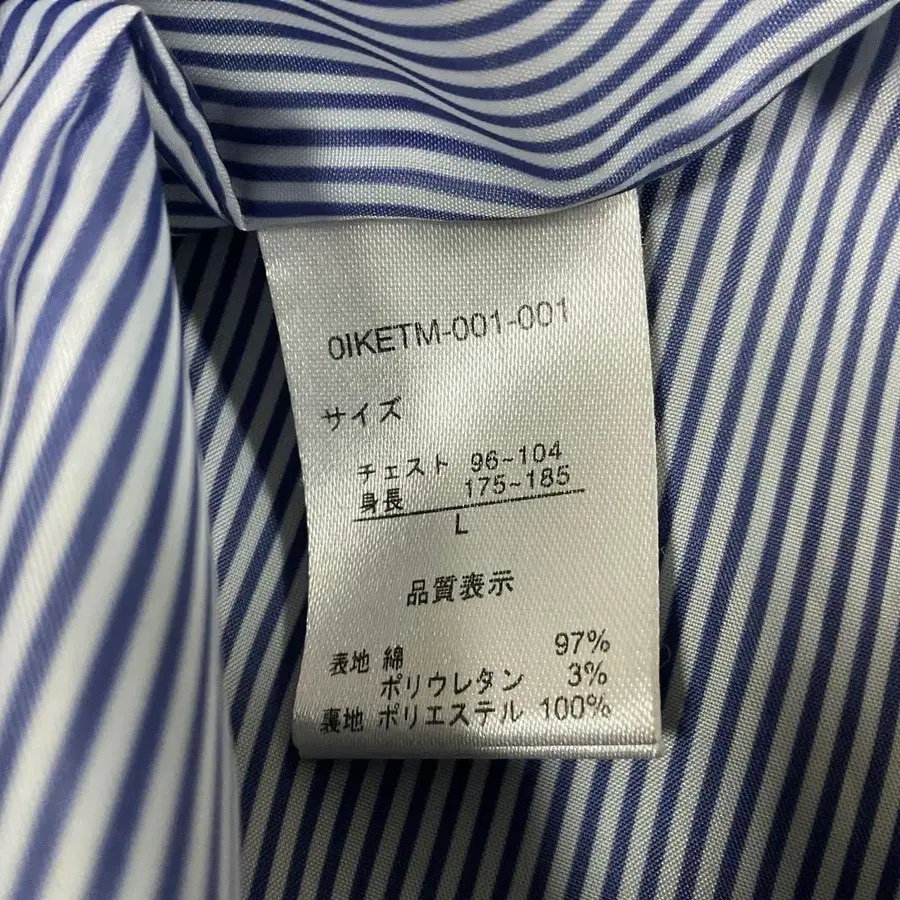 0IKETM-001-001
サイズ
チェスト 96~104
身長 175~185
L
品質表示
表地 綿 97%
ポリウレタン 3%
裏地 ポリエステル 100%